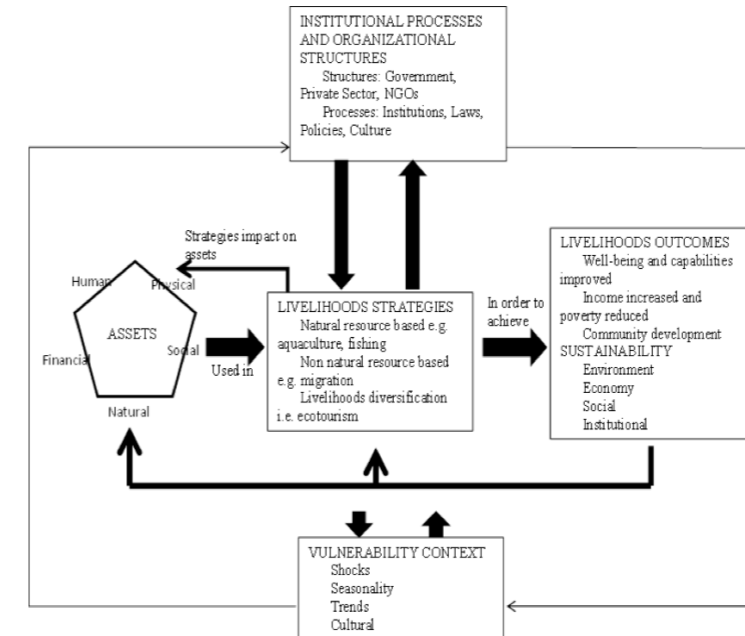 INSTITUTIONAL PROCESSES
AND ORGANIZATIONAL
STRUCTURES
Structures: Government,
Private Sector, NGOs
Processes: Institutions, Laws,
Policies, Culture
Strategies impact on
assets
Human
Physical
ASSETS
Financial
Social
Natural
Used in
LIVELIHOODS STRATEGIES
Natural resource based e.g.
aquaculture, fishing
Non natural resource based
e.g. migration
Livelihoods diversification
i.e. ecotourism
In order to
achieve
LIVELIHOODS OUTCOMES
Well-being and capabilities
improved
Income increased and
poverty reduced
Community development
SUSTAINABILITY
Environment
Economy
Social
Institutional
VULNERABILITY CONTEXT
Shocks
Seasonality
Trends
Cultural